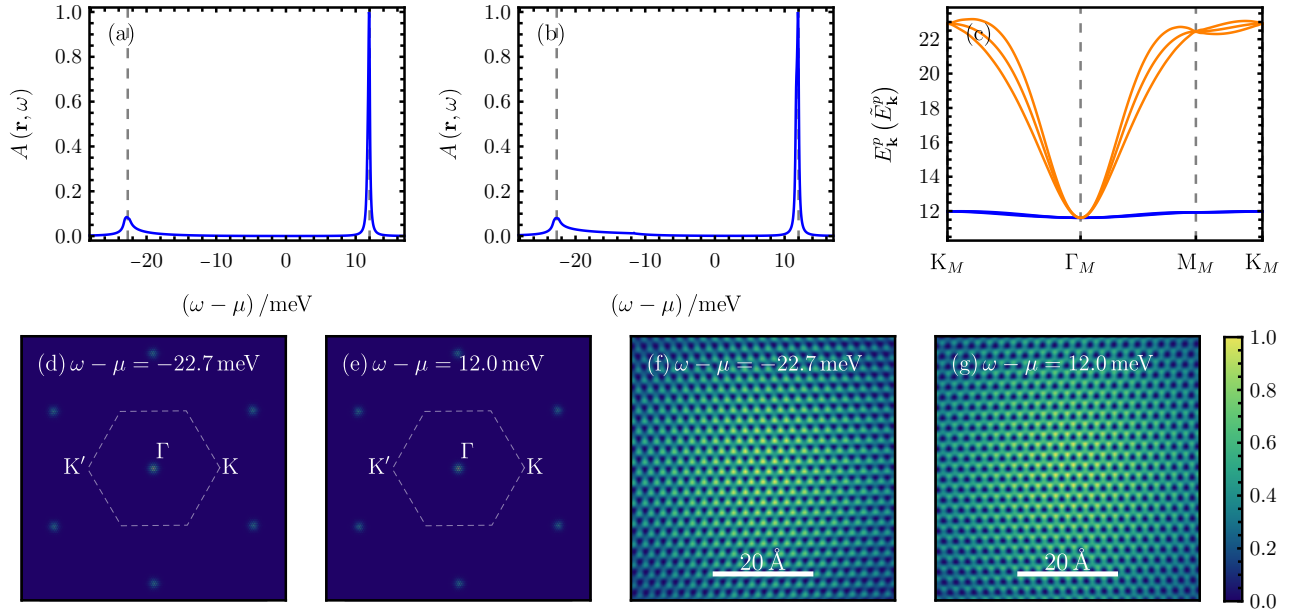 (a)
A (r, ω)
1.0
0.8
0.6
0.4
0.2
0.0
−20 −10 0 10
(ω − μ) /meV
(b)
A (r, ω)
1.0
0.8
0.6
0.4
0.2
0.0
−20 −10 0 10
(ω − μ) /meV
(c)
E^p_k (Ẽ^p_k)
22
20
18
16
14
12
K_M Γ_M M_M K_M
(d) ω − μ = −22.7 meV
K′ Γ K
(e) ω − μ = 12.0 meV
K′ Γ K
(f) ω − μ = −22.7 meV
20 Å
(g) ω − μ = 12.0 meV
20 Å
1.0
0.8
0.6
0.4
0.2
0.0